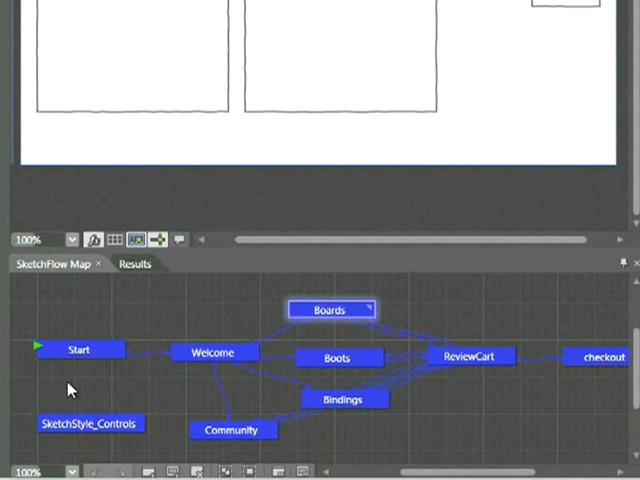 100%
SketchFlow Map
Results
Boards
Start
Welcome
Boots
ReviewCart
checkout
Bindings
SketchStyle_Controls
Community
100%